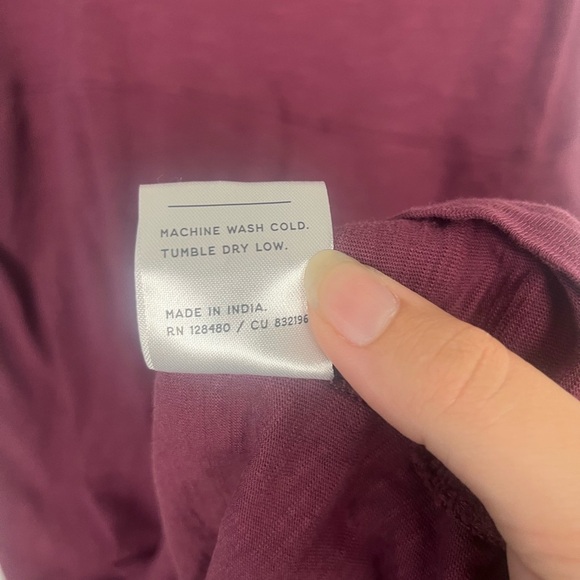 MACHINE WASH COLD.
TUMBLE DRY LOW.
MADE IN INDIA.
RN 128480 / CU 832196